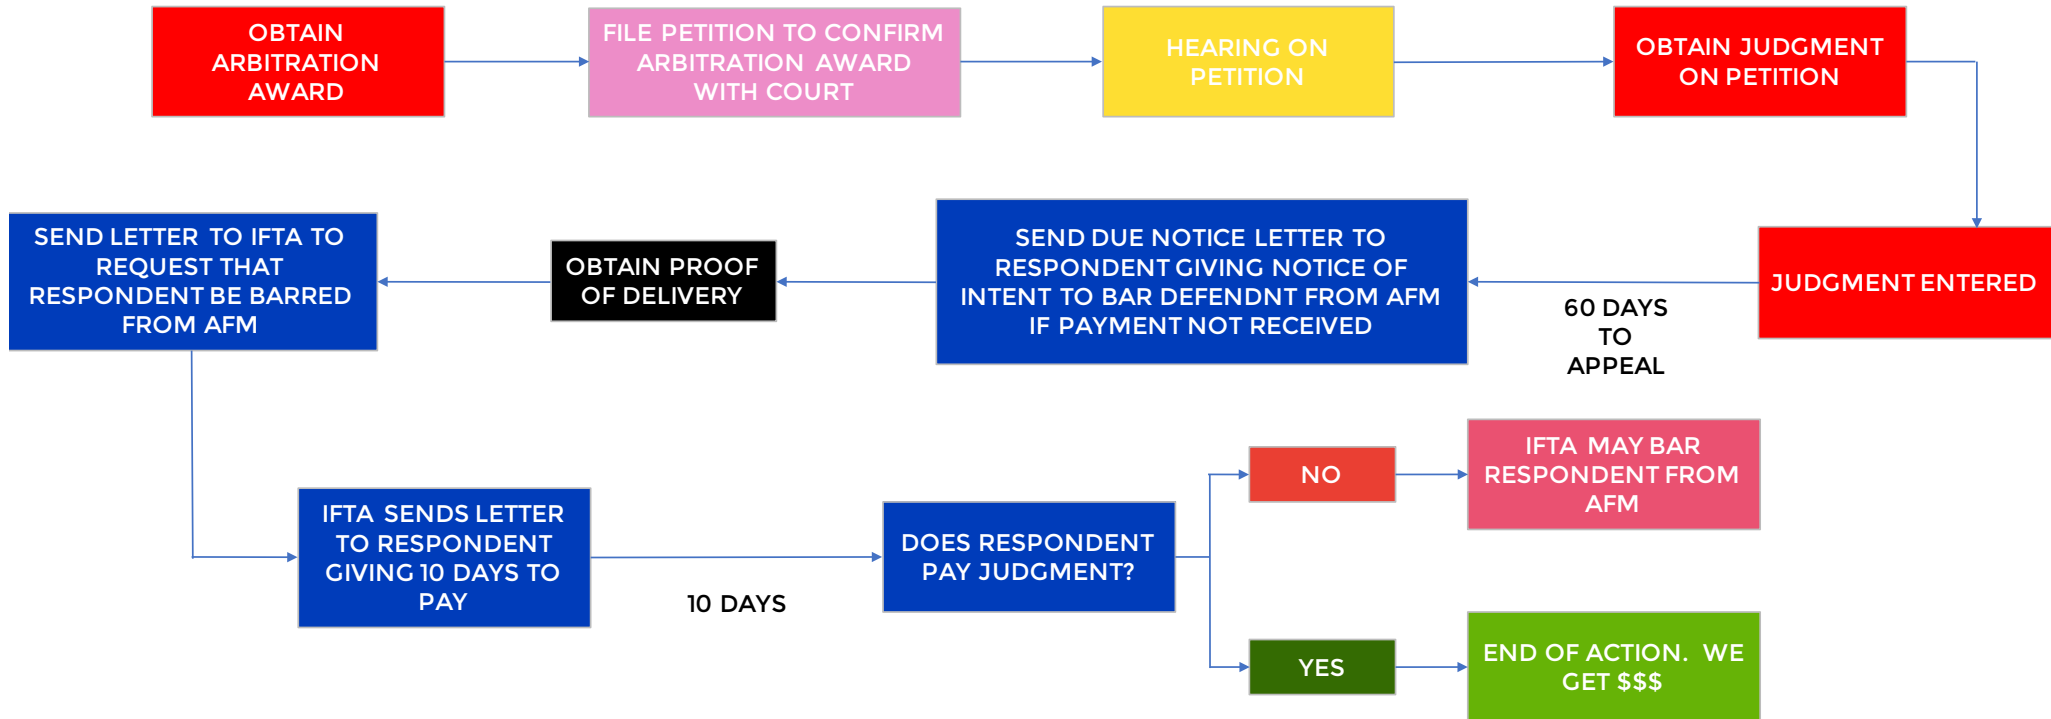 OBTAIN
ARBITRATION
AWARD
FILE PETITION TO CONFIRM
ARBITRATION AWARD
WITH COURT
HEARING ON
PETITION
OBTAIN JUDGMENT
ON PETITION
JUDGMENT ENTERED
60 DAYS
TO
APPEAL
SEND DUE NOTICE LETTER TO
RESPONDENT GIVING NOTICE OF
INTENT TO BAR DEFENDNT FROM AFM
IF PAYMENT NOT RECEIVED
OBTAIN PROOF
OF DELIVERY
SEND LETTER TO IFTA TO
REQUEST THAT
RESPONDENT BE BARRED
FROM AFM
IFTA SENDS LETTER
TO RESPONDENT
GIVING 10 DAYS TO
PAY
10 DAYS
DOES RESPONDENT
PAY JUDGMENT?
NO
IFTA MAY BAR
RESPONDENT FROM
AFM
YES
END OF ACTION. WE
GET $$$